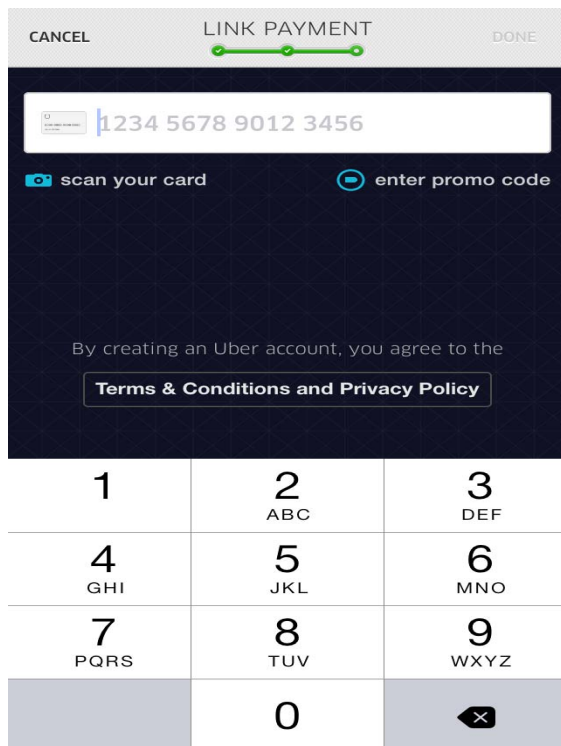 CANCEL
LINK PAYMENT
DONE
1234 5678 9012 3456
scan your card
enter promo code
By creating an Uber account, you agree to the
Terms & Conditions and Privacy Policy
1
2
3
ABC
DEF
4
5
6
GHI
JKL
MNO
7
8
9
PQRS
TUV
WXYZ
0